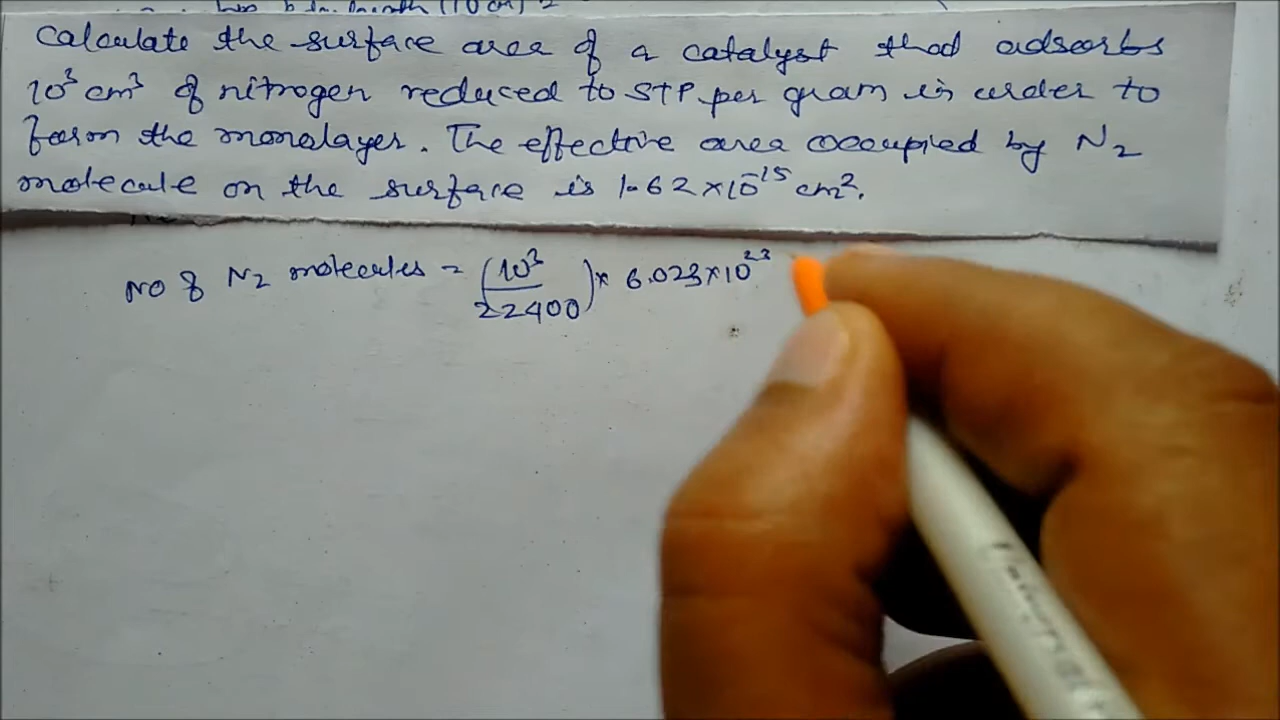 Calculate the surface area of a catalyst that adsorbs
10³ cm³ of nitrogen reduced to STP per gram in order to
form the monolayer. The effective area occupied by N₂
molecule on the surface is 1.62 × 10⁻¹⁵ cm².
No of N₂ molecules = (10³/22400) × 6.023 × 10²³